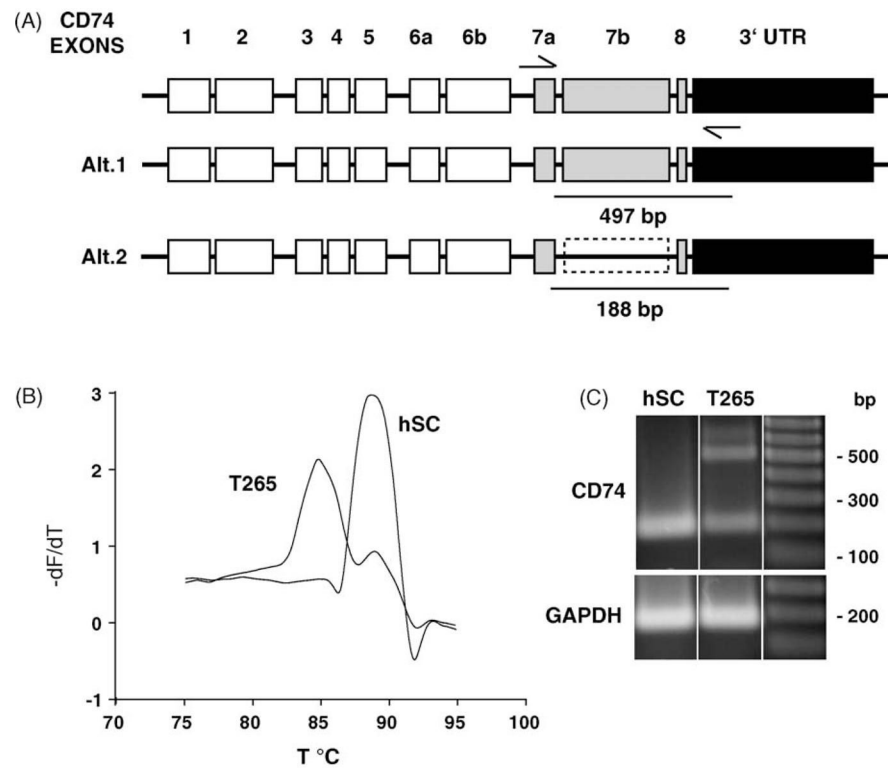 (A) CD74 EXONS 1 2 3 4 5 6a 6b 7a 7b 8 3‘ UTR
Alt.1
497 bp
Alt.2
188 bp
(B)
3
2
1
0
-1
-dF/dT
T265
hSC
70 75 80 85 90 95 100
T °C
(C) hSC T265 bp
CD74
- 500
- 300
- 100
GAPDH
- 200